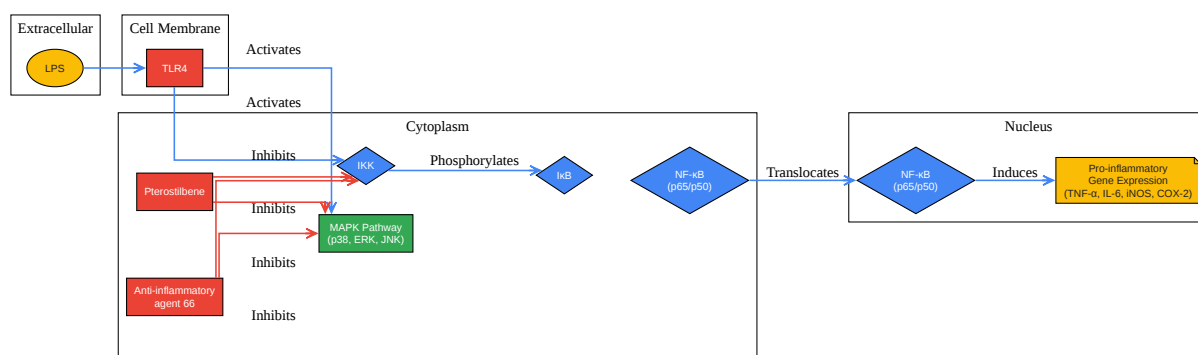 Extracellular
Cell Membrane
LPS
TLR4
Activates
Activates
Cytoplasm
Nucleus
Inhibits
IKK
Phosphorylates
IκB
NF-κB
(p65/p50)
Translocates
NF-κB
(p65/p50)
Induces
Pro-inflammatory
Gene Expression
(TNF-α, IL-6, iNOS, COX-2)
Pterostilbene
Inhibits
MAPK Pathway
(p38, ERK, JNK)
Inhibits
Anti-inflammatory
agent 66
Inhibits